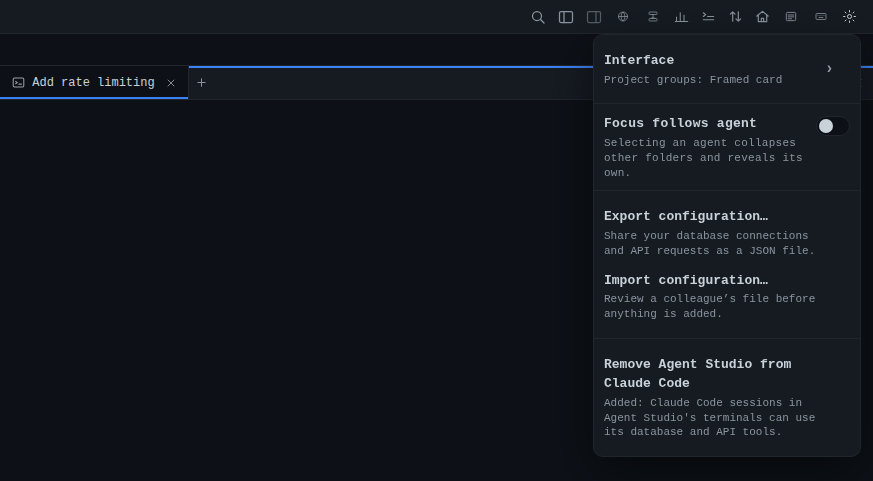 Add rate limiting
Interface
Project groups: Framed card
Focus follows agent
Selecting an agent collapses
other folders and reveals its
own.
Export configuration…
Share your database connections
and API requests as a JSON file.
Import configuration…
Review a colleague’s file before
anything is added.
Remove Agent Studio from
Claude Code
Added: Claude Code sessions in
Agent Studio's terminals can use
its database and API tools.